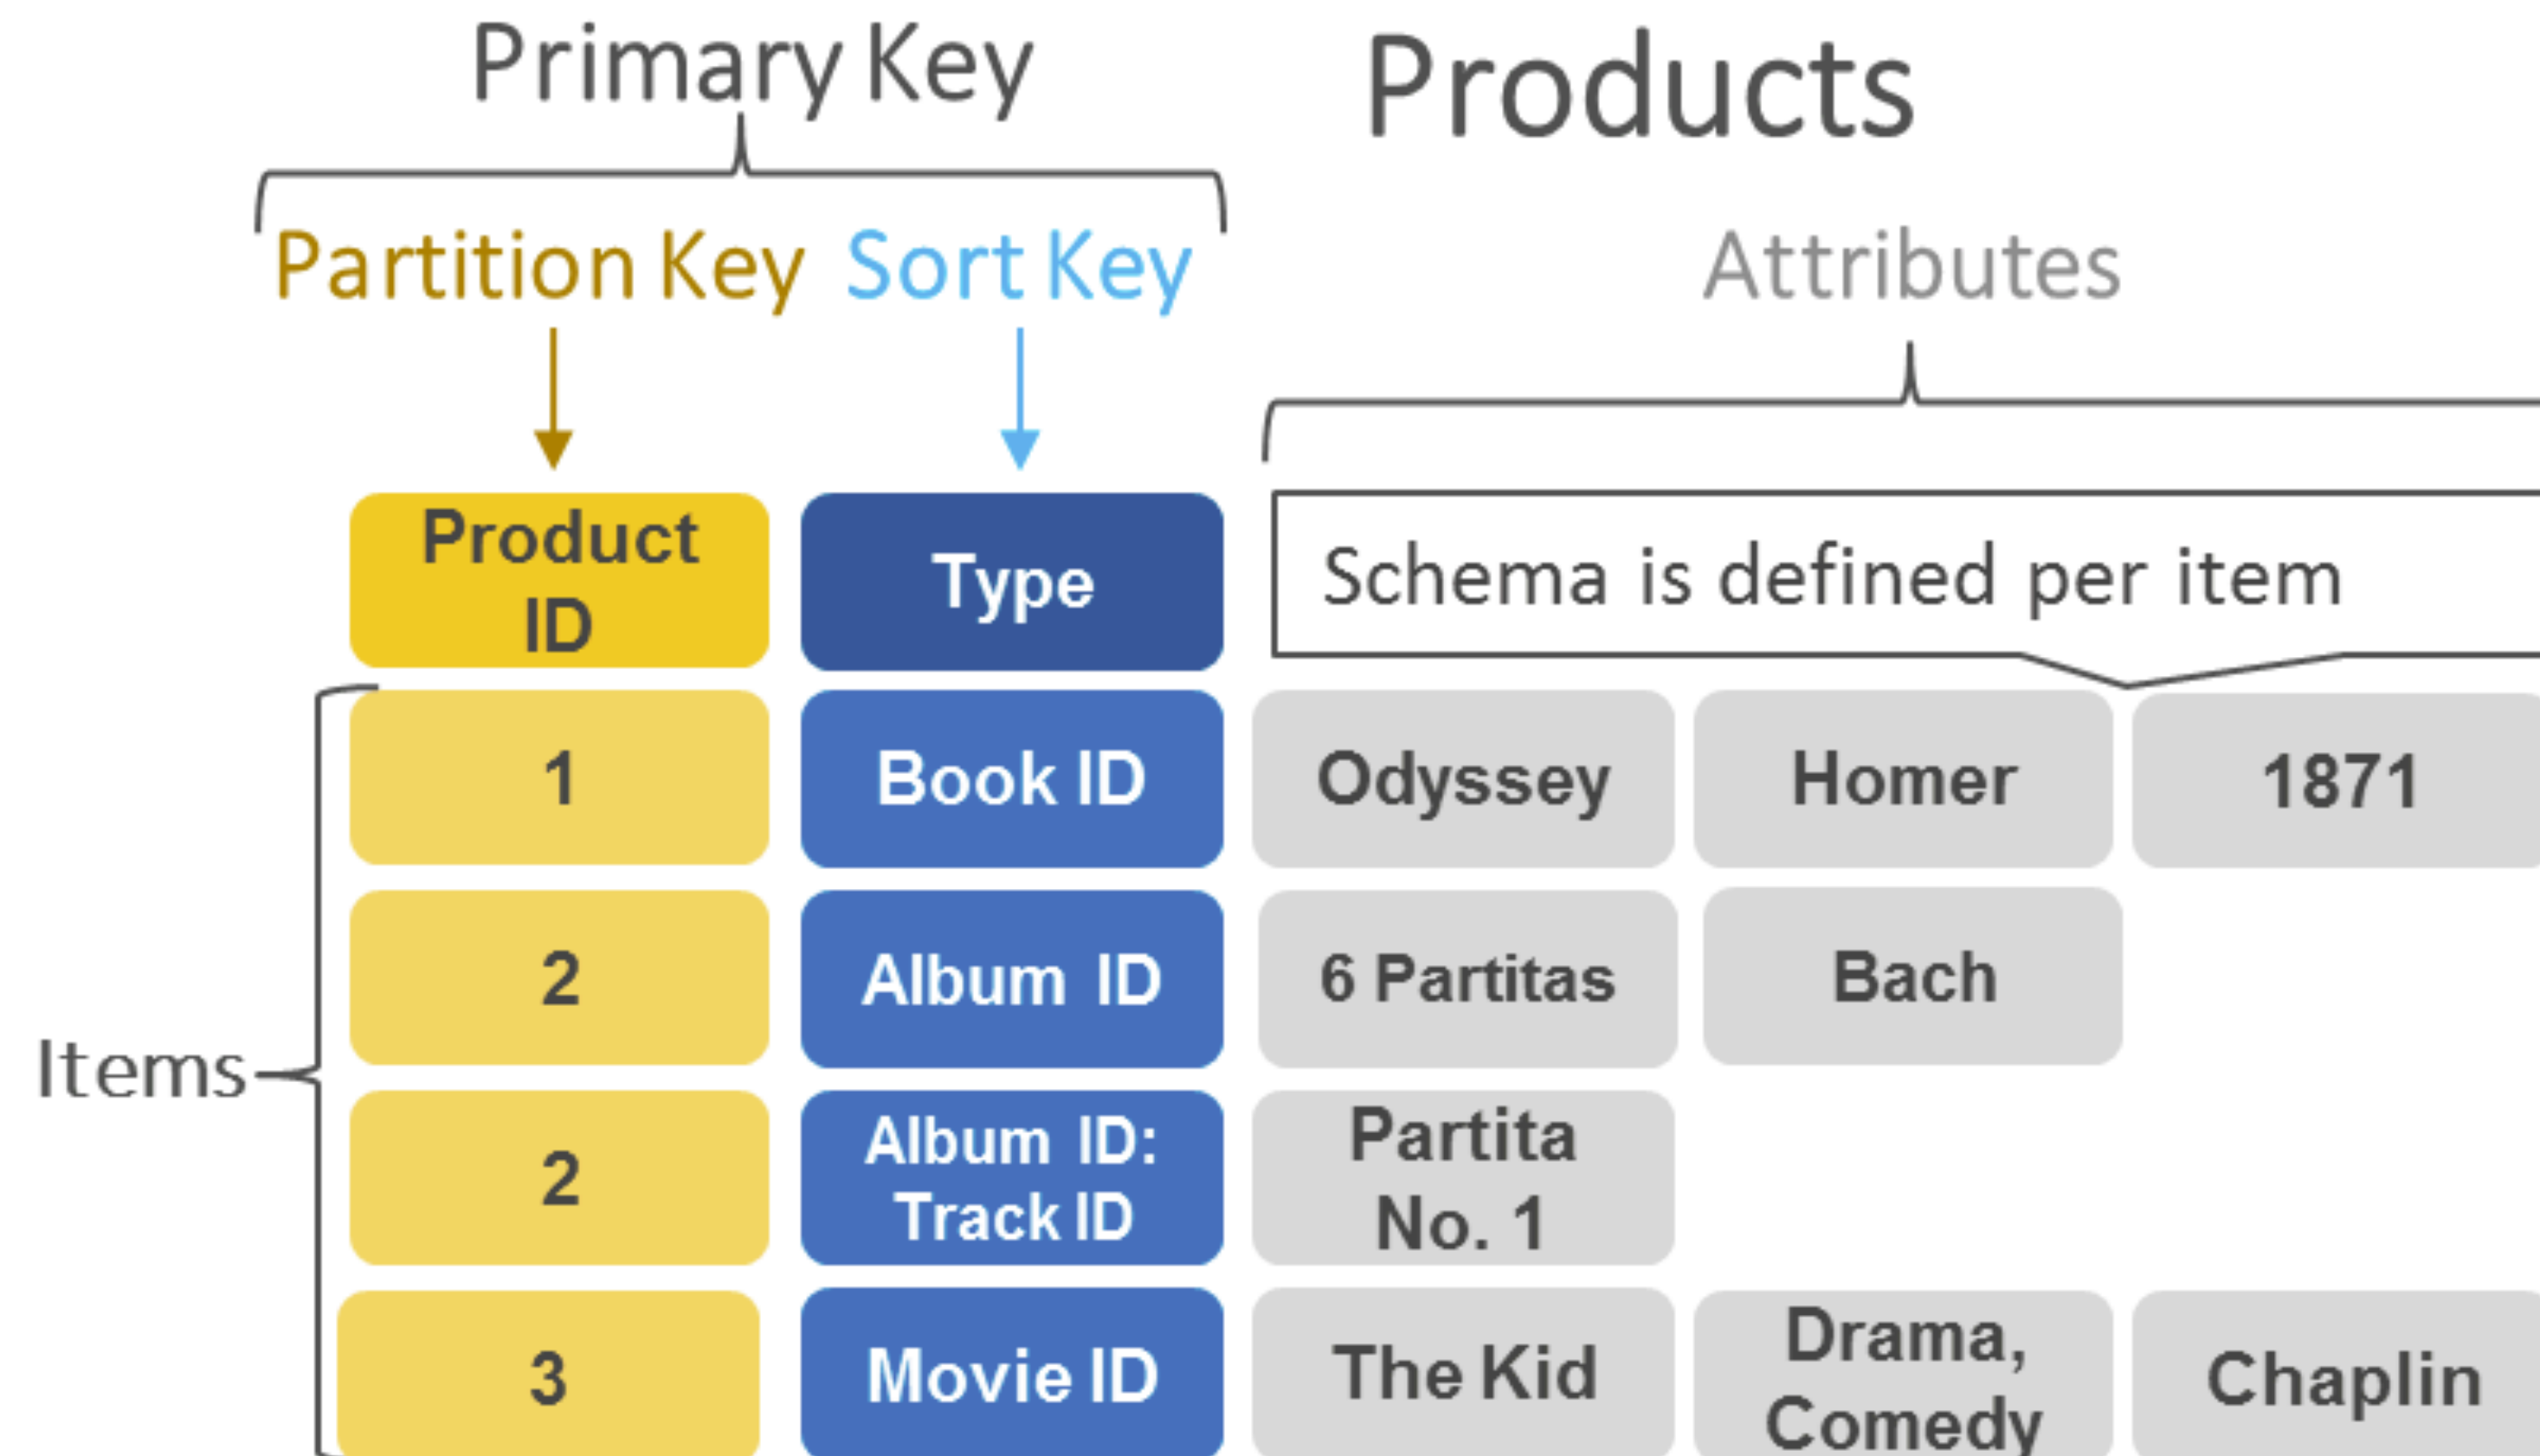 Primary Key
Products
Partition Key Sort Key
Attributes
Product
ID
Type
Schema is defined per item
1
Book ID
Odyssey
Homer
1871
2
Album ID
6 Partitas
Bach
Items
2
Album ID:
Track ID
Partita
No. 1
3
Movie ID
The Kid
Drama,
Comedy
Chaplin